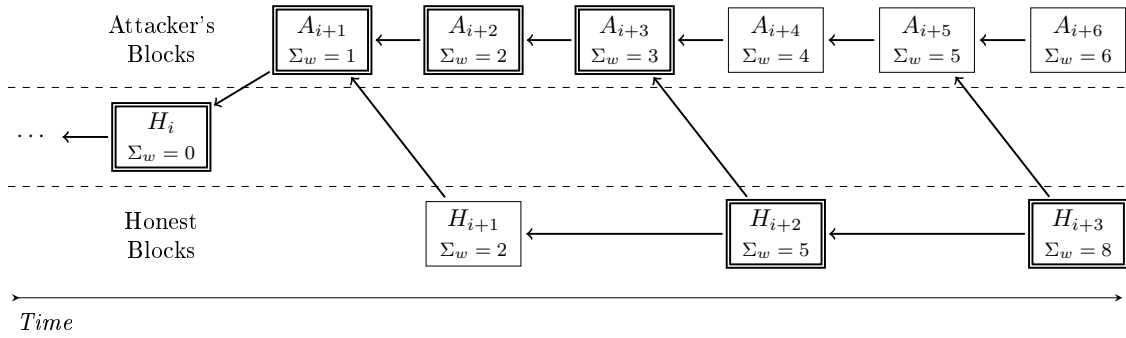 Attacker's
Blocks
A_{i+1}
Σ_w = 1
A_{i+2}
Σ_w = 2
A_{i+3}
Σ_w = 3
A_{i+4}
Σ_w = 4
A_{i+5}
Σ_w = 5
A_{i+6}
Σ_w = 6
· · ·
H_i
Σ_w = 0
Honest
Blocks
H_{i+1}
Σ_w = 2
H_{i+2}
Σ_w = 5
H_{i+3}
Σ_w = 8
Time